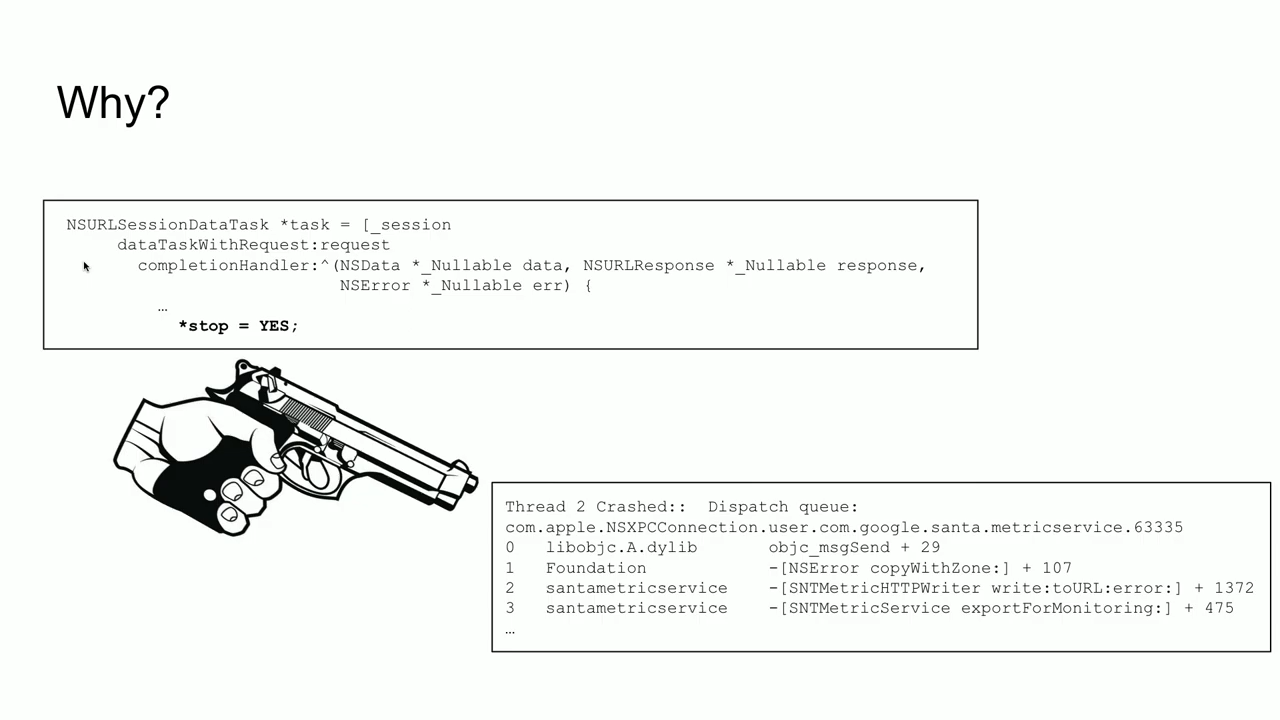 Why?
NSURLSessionDataTask *task = [_session
dataTaskWithRequest:request
completionHandler:^(NSData *_Nullable data, NSURLResponse *_Nullable response,
NSError *_Nullable err) {
…
*stop = YES;
Thread 2 Crashed:: Dispatch queue:
com.apple.NSXPCConnection.user.com.google.santa.metricservice.63335
0 libobjc.A.dylib objc_msgSend + 29
1 Foundation -[NSError copyWithZone:] + 107
2 santametricservice -[SNTMetricHTTPWriter write:toURL:error:] + 1372
3 santametricservice -[SNTMetricService exportForMonitoring:] + 475
…